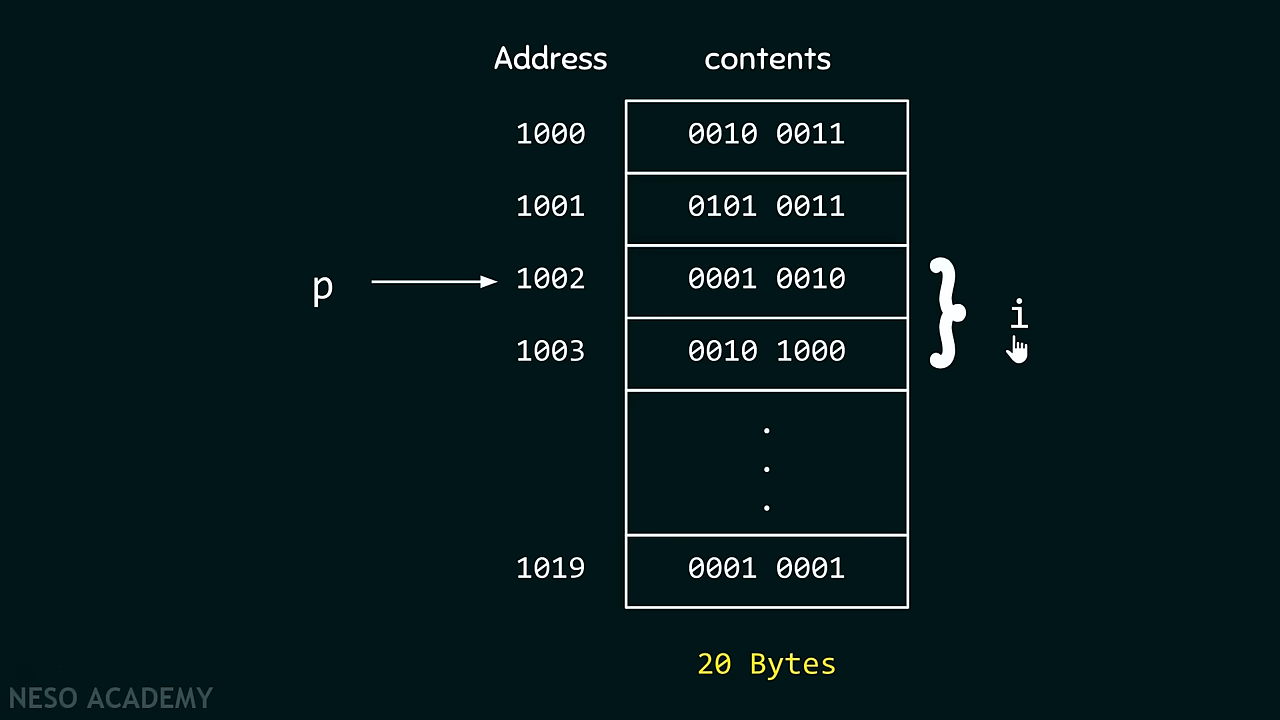 Address contents
1000 0010 0011
1001 0101 0011
p 1002 0001 0010
i
1003 0010 1000
.
.
.
1019 0001 0001
20 Bytes
NESO ACADEMY